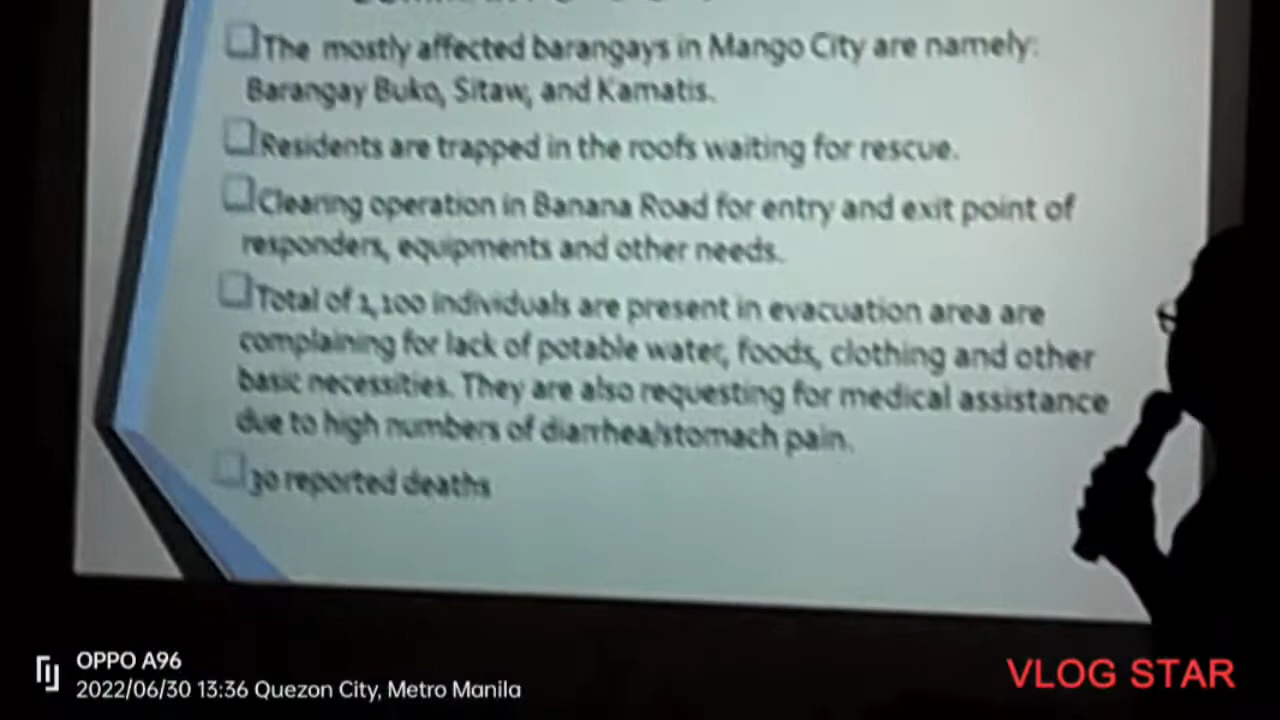 The mostly affected barangays in Mango City are namely:
Barangay Buko, Sitaw, and Kamatis.
Residents are trapped in the roofs waiting for rescue.
Clearing operation in Banana Road for entry and exit point of
responders, equipments and other needs.
Total of 1,100 individuals are present in evacuation area are
complaining for lack of potable water, foods, clothing and other
basic necessities. They are also requesting for medical assistance
due to high numbers of diarrhea/stomach pain.
30 reported deaths
OPPO A96
2022/06/30 13:36 Quezon City, Metro Manila
VLOG STAR